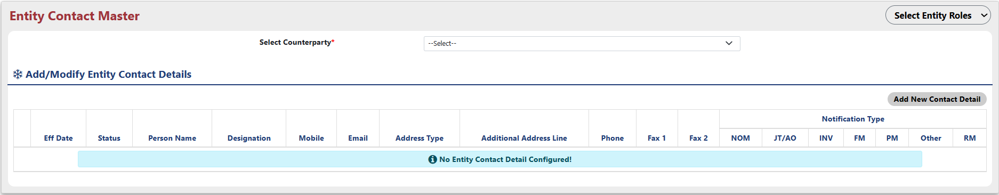 Entity Contact Master
Select Entity Roles
Select Counterparty*
--Select--
Add/Modify Entity Contact Details
Add New Contact Detail
Notification Type
Eff Date Status Person Name Designation Mobile Email Address Type Additional Address Line Phone Fax 1 Fax 2 NOM JT/AO INV FM PM Other RM
No Entity Contact Detail Configured!